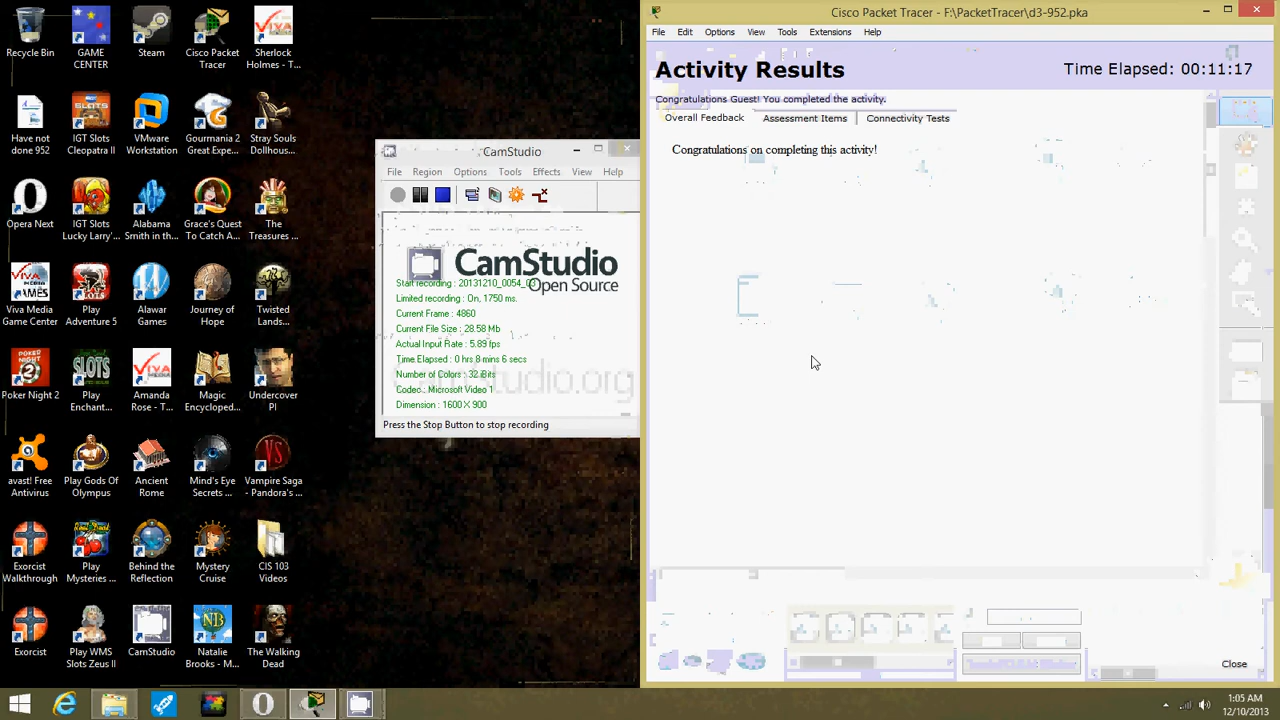 Recycle Bin
GAME CENTER
Steam
Cisco Packet Tracer
Sherlock Holmes - T...
Have not done 952
IGT Slots Cleopatra II
VMware Workstation
Gourmania 2 Great Expe...
Stray Souls Dollhous...
Opera Next
IGT Slots Lucky Larry'...
Alabama Smith in th...
Grace's Quest To Catch A...
The Treasures ...
Viva Media Game Center
Play Adventure 5
Alawar Games
Journey of Hope
Twisted Lands...
Poker Night 2
Play Enchant...
Amanda Rose - T...
Magic Encycloped...
Undercover PI
avast! Free Antivirus
Play Gods Of Olympus
Ancient Rome
Mind's Eye Secrets ...
Vampire Saga - Pandora's ...
Exorcist Walkthrough
Play Mysteries ...
Behind the Reflection
Mystery Cruise
CIS 103 Videos
Exorcist
Play WMS Slots Zeus II
CamStudio
Natalie Brooks - M...
The Walking Dead
CamStudio
File Region Options Tools Effects View Help
CamStudio
Open Source
Start recording : 20131210_0054_03
Limited recording : On, 1750 ms.
Current Frame : 4860
Current File Size : 28.58 Mb
Actual Input Rate : 5.89 fps
Time Elapsed : 0 hrs 8 mins 6 secs
Number of Colors : 32 Bits
Codec : Microsoft Video 1
Dimension : 1600 X 900
Press the Stop Button to stop recording
Cisco Packet Tracer - F:\PacketTracer\d3-952.pka
File Edit Options View Tools Extensions Help
Activity Results
Time Elapsed: 00:11:17
Congratulations Guest! You completed the activity.
Overall Feedback Assessment Items Connectivity Tests
Congratulations on completing this activity!
Close
1:05 AM
12/10/2013